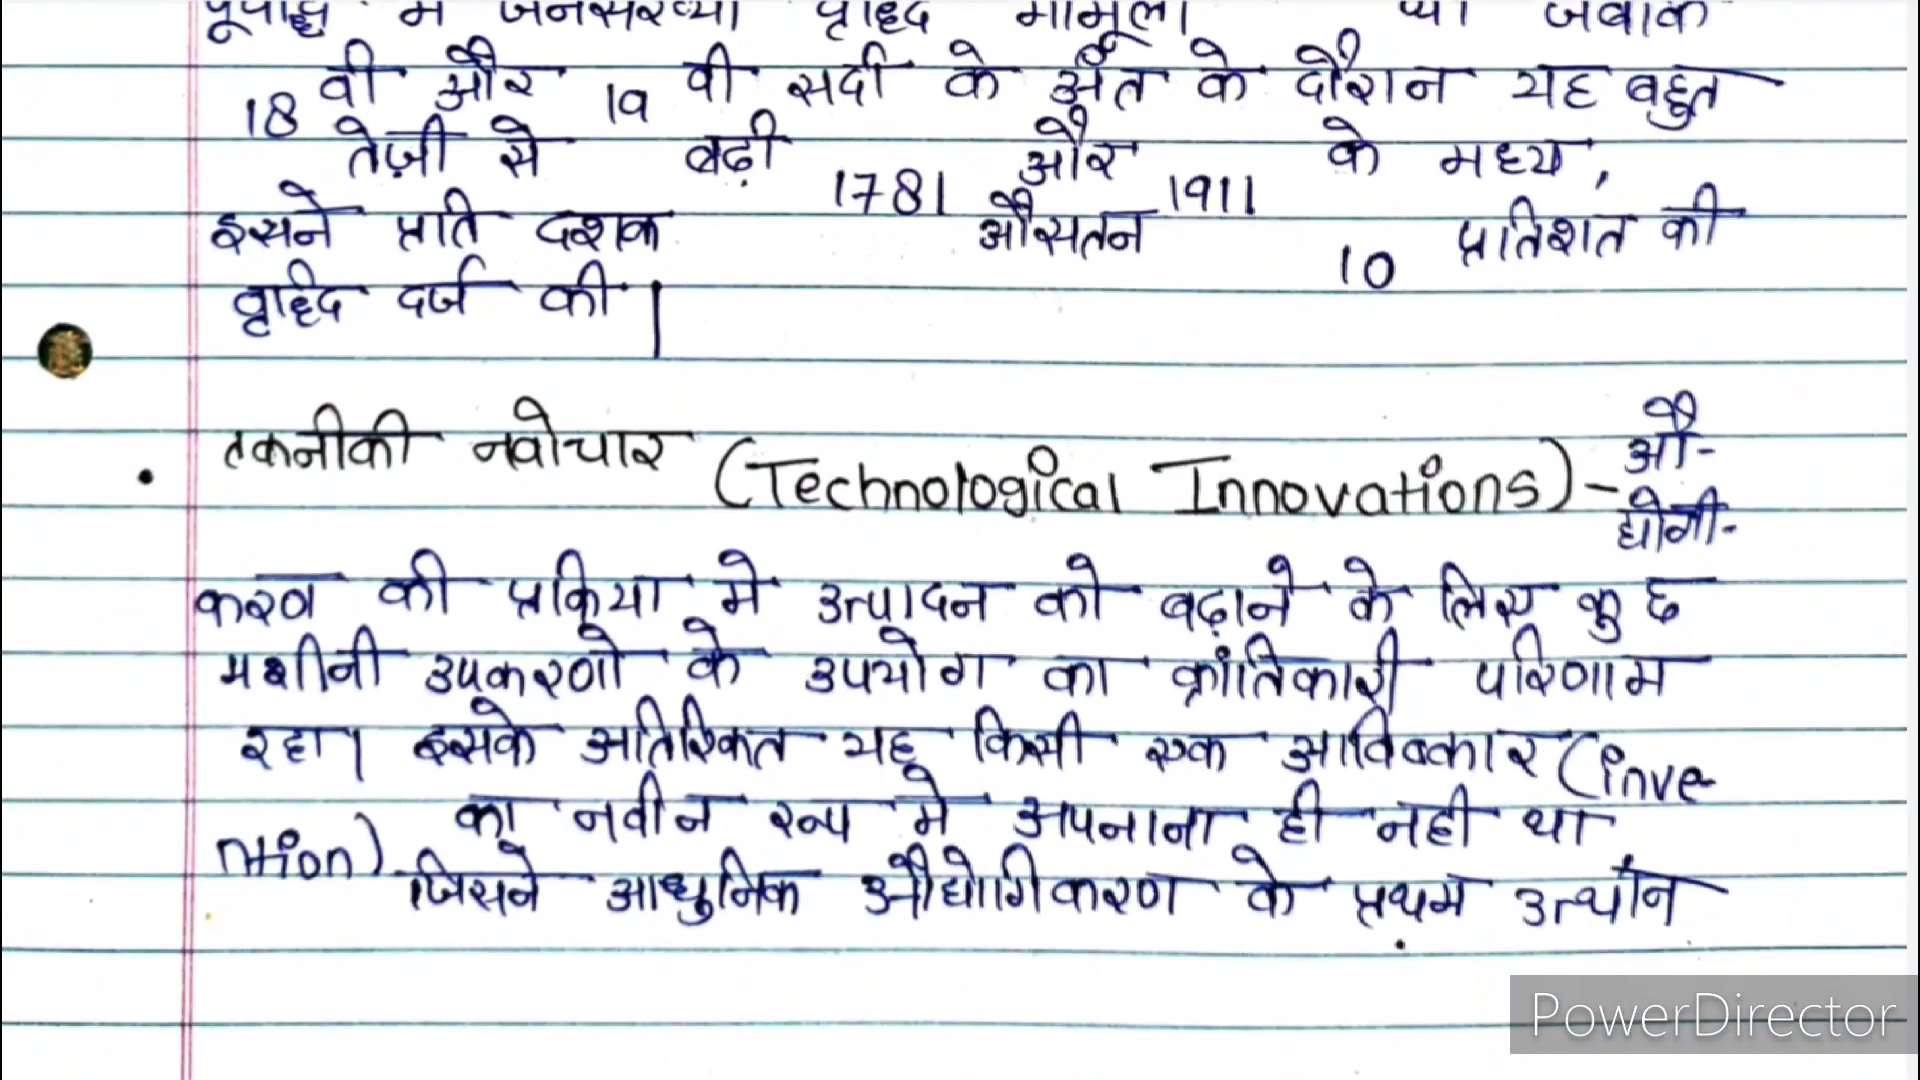 पूर्वार्द्ध में जनसंख्या वृद्धि मामूली थी जबकि
18 वी और 19 वी सदी के अंत के दौरान यह बहुत
तेज़ी से बढ़ी 1781 और 1911 के मध्य,
इसने प्रति दशक औसतन 10 प्रतिशत की
वृद्धि दर्ज की।
• तकनीकी नवोचार (Technological Innovations) – औ-
द्योगी-
करण की प्रक्रिया मे उत्पादन को बढ़ाने के लिए कुछ
मशीनी उपकरणो के उपयोग का क्रांतिकारी परिणाम
रहा। इसके अतिरिक्त यह किसी एक आविष्कार (inve-
ntion) का नवीन रूप मे अपनाना ही नही था,
जिसने आधुनिक औद्योगिकरण के प्रथम उत्थान
PowerDirector